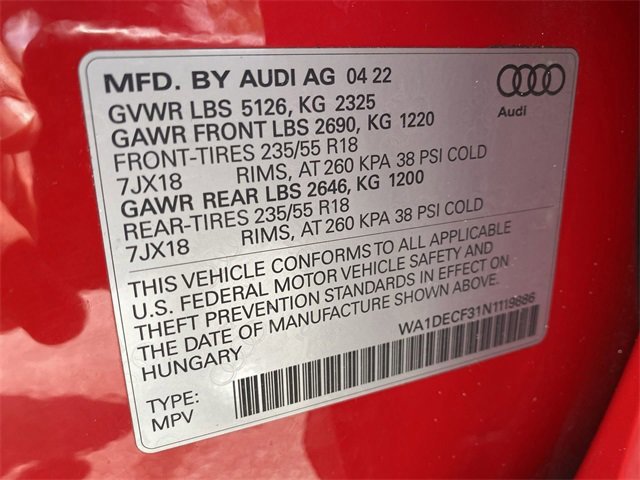 MFD. BY AUDI AG 04 22
Audi
GVWR LBS 5126, KG 2325
GAWR FRONT LBS 2690, KG 1220
FRONT-TIRES 235/55 R18
7JX18 RIMS, AT 260 KPA 38 PSI COLD
GAWR REAR LBS 2646, KG 1200
REAR-TIRES 235/55 R18
7JX18 RIMS, AT 260 KPA 38 PSI COLD
THIS VEHICLE CONFORMS TO ALL APPLICABLE
U.S. FEDERAL MOTOR VEHICLE SAFETY AND
THEFT PREVENTION STANDARDS IN EFFECT ON
THE DATE OF MANUFACTURE SHOWN ABOVE.
HUNGARY
WA1DECF31N1119886
TYPE:
MPV